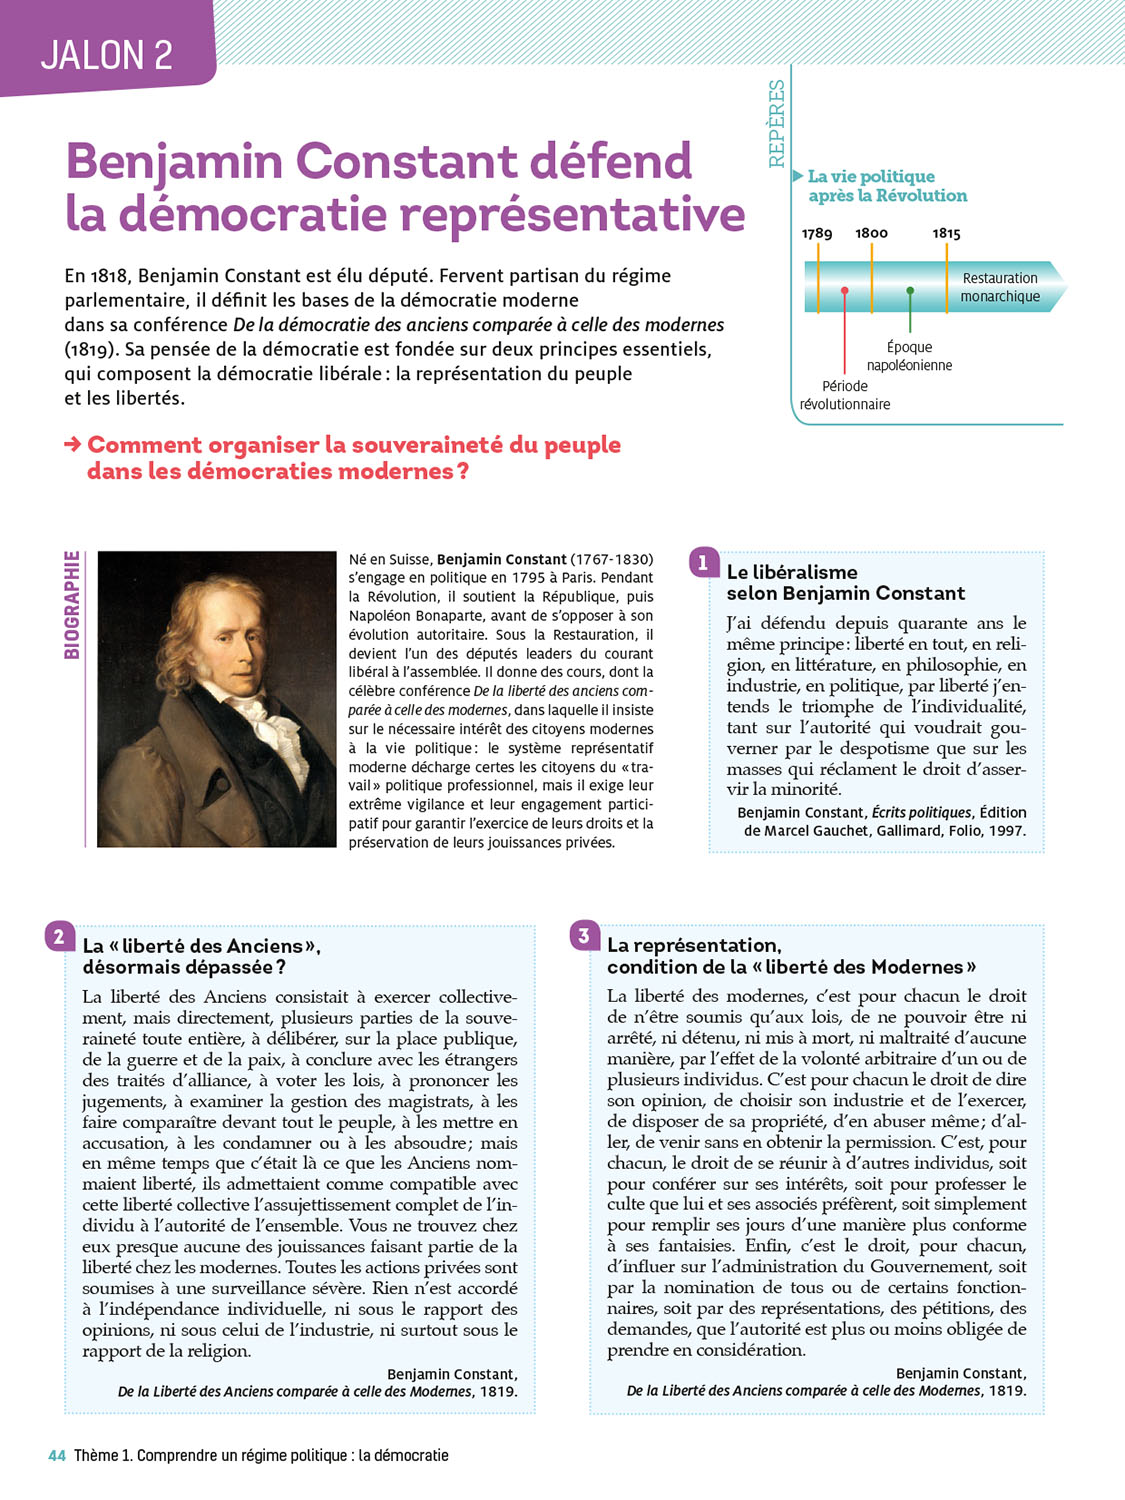 JALON 2
Benjamin Constant défend
la démocratie représentative
En 1818, Benjamin Constant est élu député. Fervent partisan du régime
parlementaire, il définit les bases de la démocratie moderne
dans sa conférence De la démocratie des anciens comparée à celle des modernes
(1819). Sa pensée de la démocratie est fondée sur deux principes essentiels,
qui composent la démocratie libérale : la représentation du peuple
et les libertés.
→ Comment organiser la souveraineté du peuple
dans les démocraties modernes ?
REPÈRES
La vie politique
après la Révolution
1789 1800 1815
Restauration
monarchique
Époque
napoléonienne
Période
révolutionnaire
BIOGRAPHIE
Né en Suisse, Benjamin Constant (1767-1830)
s'engage en politique en 1795 à Paris. Pendant
la Révolution, il soutient la République, puis
Napoléon Bonaparte, avant de s'opposer à son
évolution autoritaire. Sous la Restauration, il
devient l'un des députés leaders du courant
libéral à l'assemblée. Il donne des cours, dont la
célèbre conférence De la liberté des anciens com-
parée à celle des modernes, dans laquelle il insiste
sur le nécessaire intérêt des citoyens modernes
à la vie politique : le système représentatif
moderne décharge certes les citoyens du « tra-
vail » politique professionnel, mais il exige leur
extrême vigilance et leur engagement partici-
patif pour garantir l'exercice de leurs droits et la
préservation de leurs jouissances privées.
1
Le libéralisme
selon Benjamin Constant
J'ai défendu depuis quarante ans le
même principe : liberté en tout, en reli-
gion, en littérature, en philosophie, en
industrie, en politique, par liberté j'en-
tends le triomphe de l'individualité,
tant sur l'autorité qui voudrait gou-
verner par le despotisme que sur les
masses qui réclament le droit d'asser-
vir la minorité.
Benjamin Constant, Écrits politiques, Édition
de Marcel Gauchet, Gallimard, Folio, 1997.
2
La « liberté des Anciens »,
désormais dépassée ?
La liberté des Anciens consistait à exercer collective-
ment, mais directement, plusieurs parties de la souve-
raineté toute entière, à délibérer, sur la place publique,
de la guerre et de la paix, à conclure avec les étrangers
des traités d'alliance, à voter les lois, à prononcer les
jugements, à examiner la gestion des magistrats, à les
faire comparaître devant tout le peuple, à les mettre en
accusation, à les condamner ou à les absoudre ; mais
en même temps que c'était là ce que les Anciens nom-
maient liberté, ils admettaient comme compatible avec
cette liberté collective l'assujettissement complet de l'in-
dividu à l'autorité de l'ensemble. Vous ne trouvez chez
eux presque aucune des jouissances faisant partie de la
liberté chez les modernes. Toutes les actions privées sont
soumises à une surveillance sévère. Rien n'est accordé
à l'indépendance individuelle, ni sous le rapport des
opinions, ni sous celui de l'industrie, ni surtout sous le
rapport de la religion.
Benjamin Constant,
De la Liberté des Anciens comparée à celle des Modernes, 1819.
3
La représentation,
condition de la « liberté des Modernes »
La liberté des modernes, c'est pour chacun le droit
de n'être soumis qu'aux lois, de ne pouvoir être ni
arrêté, ni détenu, ni mis à mort, ni maltraité d'aucune
manière, par l'effet de la volonté arbitraire d'un ou de
plusieurs individus. C'est pour chacun le droit de dire
son opinion, de choisir son industrie et de l'exercer,
de disposer de sa propriété, d'en abuser même ; d'al-
ler, de venir sans en obtenir la permission. C'est, pour
chacun, le droit de se réunir à d'autres individus, soit
pour conférer sur ses intérêts, soit pour professer le
culte que lui et ses associés préfèrent, soit simplement
pour remplir ses jours d'une manière plus conforme
à ses fantaisies. Enfin, c'est le droit, pour chacun,
d'influer sur l'administration du Gouvernement, soit
par la nomination de tous ou de certains fonction-
naires, soit par des représentations, des pétitions, des
demandes, que l'autorité est plus ou moins obligée de
prendre en considération.
Benjamin Constant,
De la Liberté des Anciens comparée à celle des Modernes, 1819.
44 Thème 1. Comprendre un régime politique : la démocratie